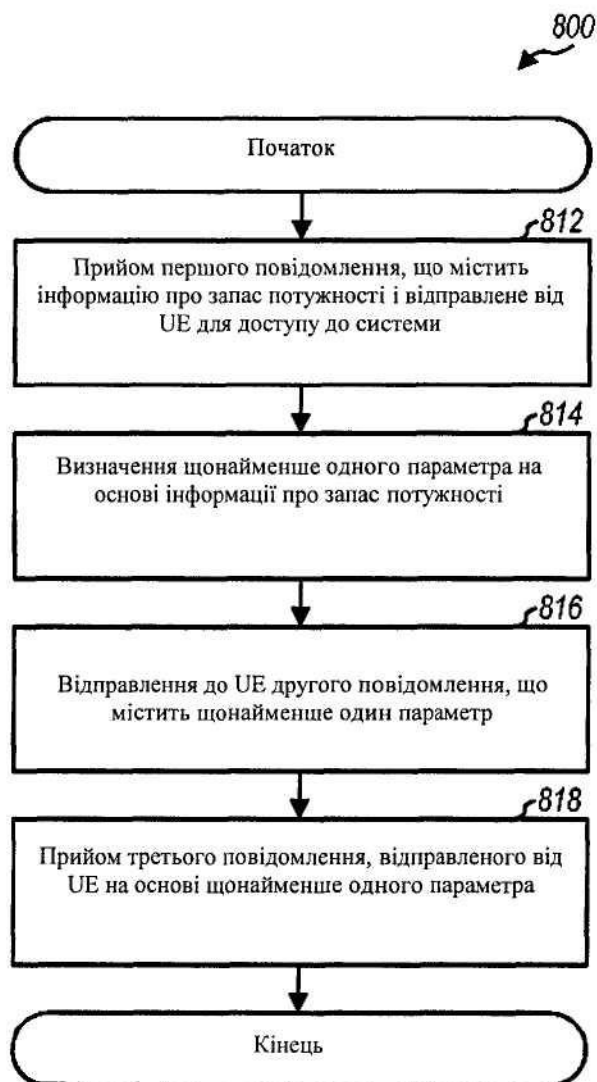 800
Початок
812
Прийом першого повідомлення, що містить
інформацію про запас потужності і відправлене від
UE для доступу до системи
814
Визначення щонайменше одного параметра на
основі інформації про запас потужності
816
Відправлення до UE другого повідомлення, що
містить щонайменше один параметр
818
Прийом третього повідомлення, відправленого від
UE на основі щонайменше одного параметра
Кінець